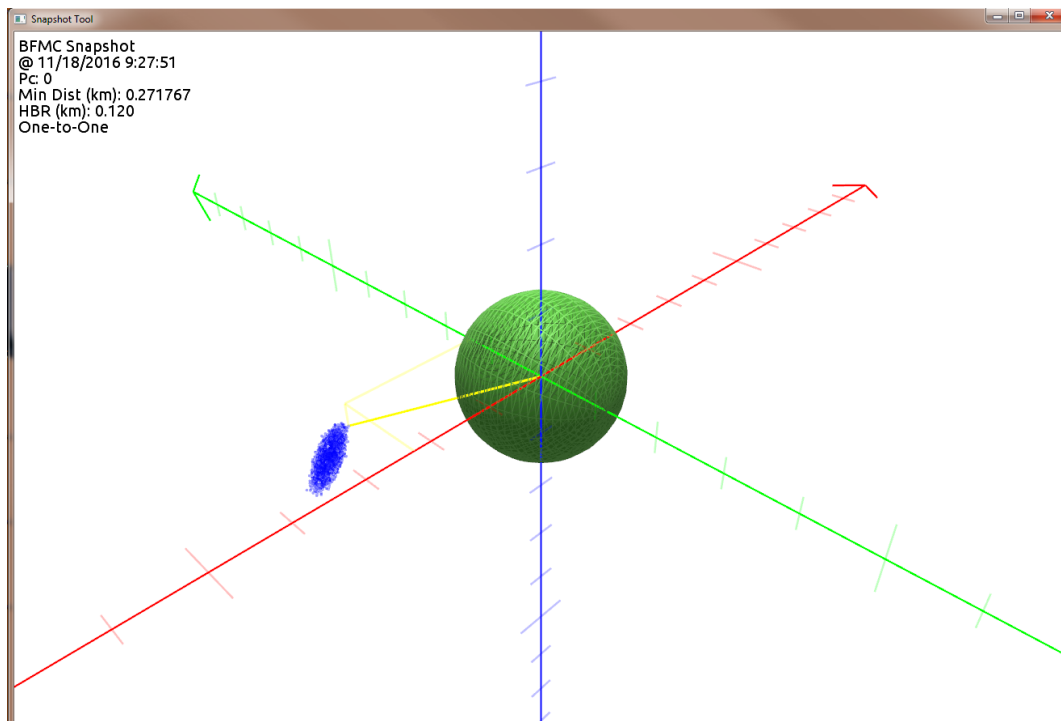 Snapshot Tool
BFMC Snapshot
@ 11/18/2016 9:27:51
Pc: 0
Min Dist (km): 0.271767
HBR (km): 0.120
One-to-One